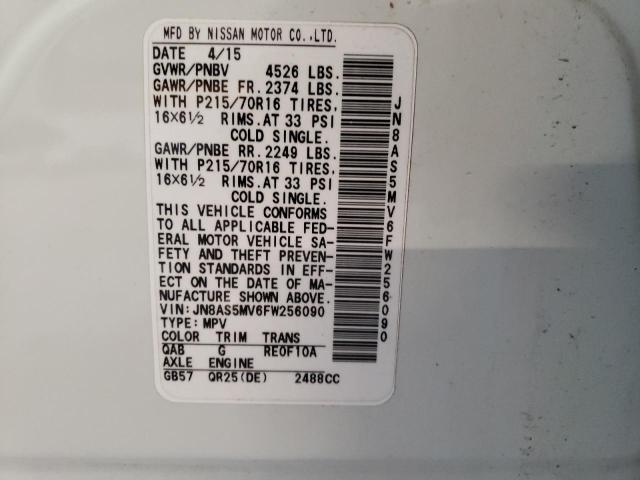 MFD BY NISSAN MOTOR CO.,LTD.
DATE 4/15
GVWR/PNBV 4526 LBS.
GAWR/PNBE FR. 2374 LBS.
WITH P215/70R16 TIRES,
16×6½ RIMS. AT 33 PSI
COLD SINGLE.
GAWR/PNBE RR. 2249 LBS.
WITH P215/70R16 TIRES,
16×6½ RIMS. AT 33 PSI
COLD SINGLE.
THIS VEHICLE CONFORMS
TO ALL APPLICABLE FED-
ERAL MOTOR VEHICLE SA-
FETY AND THEFT PREVEN-
TION STANDARDS IN EFF-
ECT ON THE DATE OF MA-
NUFACTURE SHOWN ABOVE.
VIN: JN8AS5MV6FW256090
TYPE: MPV
COLOR TRIM TRANS
QAB G RE0F10A
AXLE ENGINE
GB57 QR25(DE) 2488CC
JN8AS5MV6FW256090